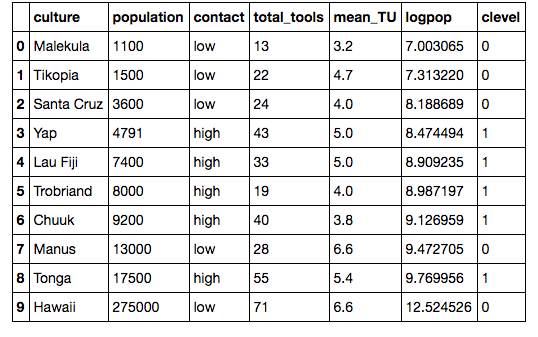 culture population contact total_tools mean_TU logpop clevel
0 Malekula 1100 low 13 3.2 7.003065 0
1 Tikopia 1500 low 22 4.7 7.313220 0
2 Santa Cruz 3600 low 24 4.0 8.188689 0
3 Yap 4791 high 43 5.0 8.474494 1
4 Lau Fiji 7400 high 33 5.0 8.909235 1
5 Trobriand 8000 high 19 4.0 8.987197 1
6 Chuuk 9200 high 40 3.8 9.126959 1
7 Manus 13000 low 28 6.6 9.472705 0
8 Tonga 17500 high 55 5.4 9.769956 1
9 Hawaii 275000 low 71 6.6 12.524526 0